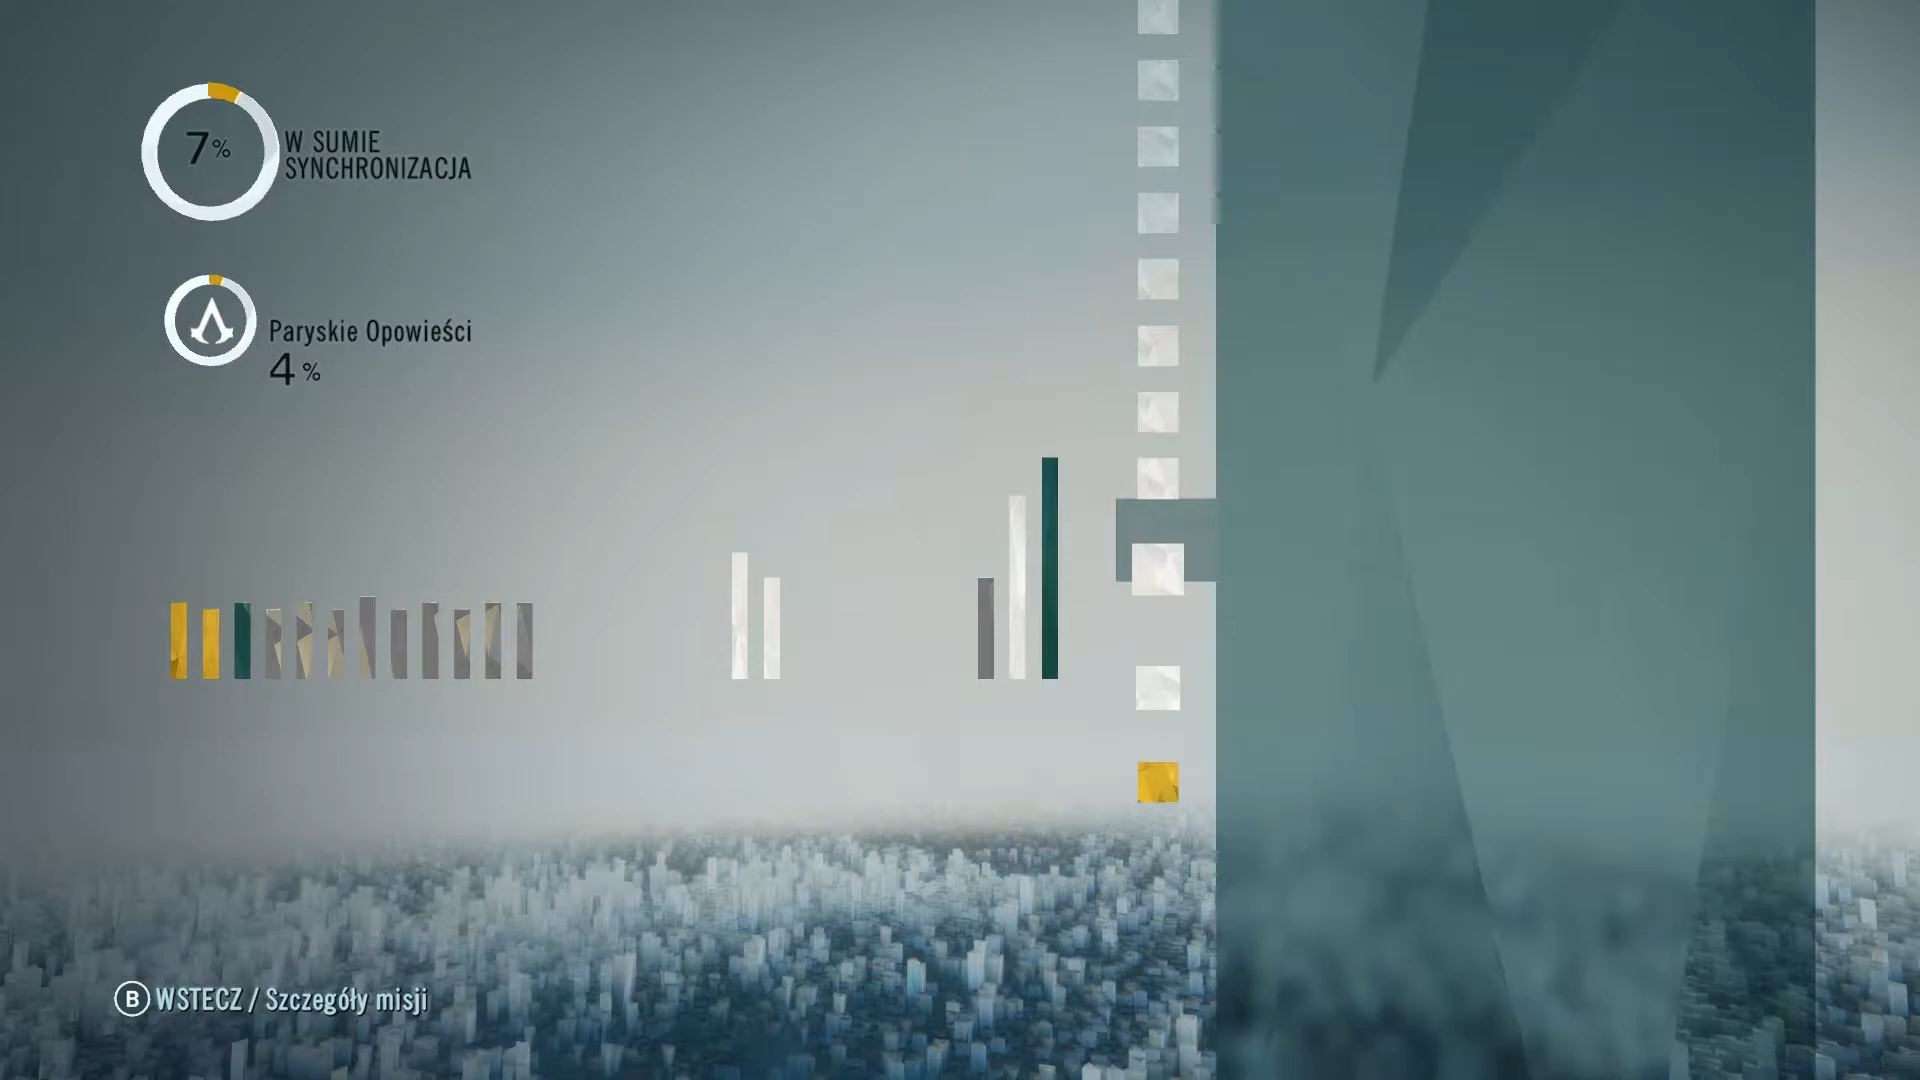 7%
W SUMIE
SYNCHRONIZACJA
Paryskie Opowieści
4 %
B WSTECZ / Szczegóły misji